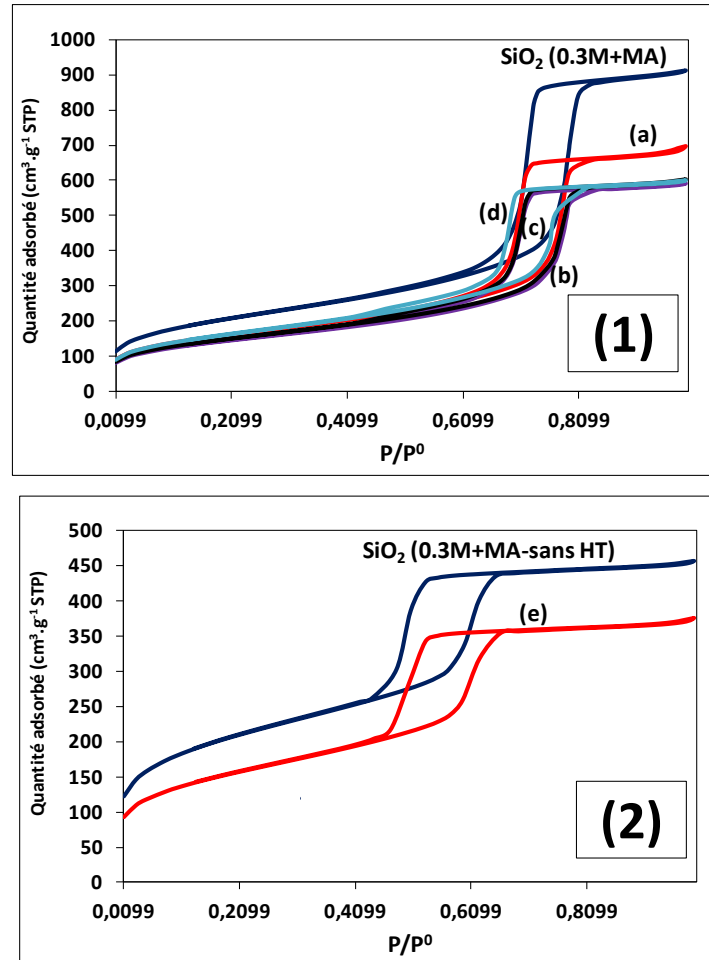 1000
900
800
700
600
500
400
300
200
100
0
Quantité adsorbé (cm³.g⁻¹ STP)
SiO₂ (0.3M+MA)
(a)
(d)
(c)
(b)
(1)
0,0099 0,2099 0,4099 0,6099 0,8099
P/P⁰
500
450
400
350
300
250
200
150
100
50
0
Quantité adsorbé (cm³.g⁻¹ STP)
SiO₂ (0.3M+MA-sans HT)
(e)
(2)
0,0099 0,2099 0,4099 0,6099 0,8099
P/P⁰